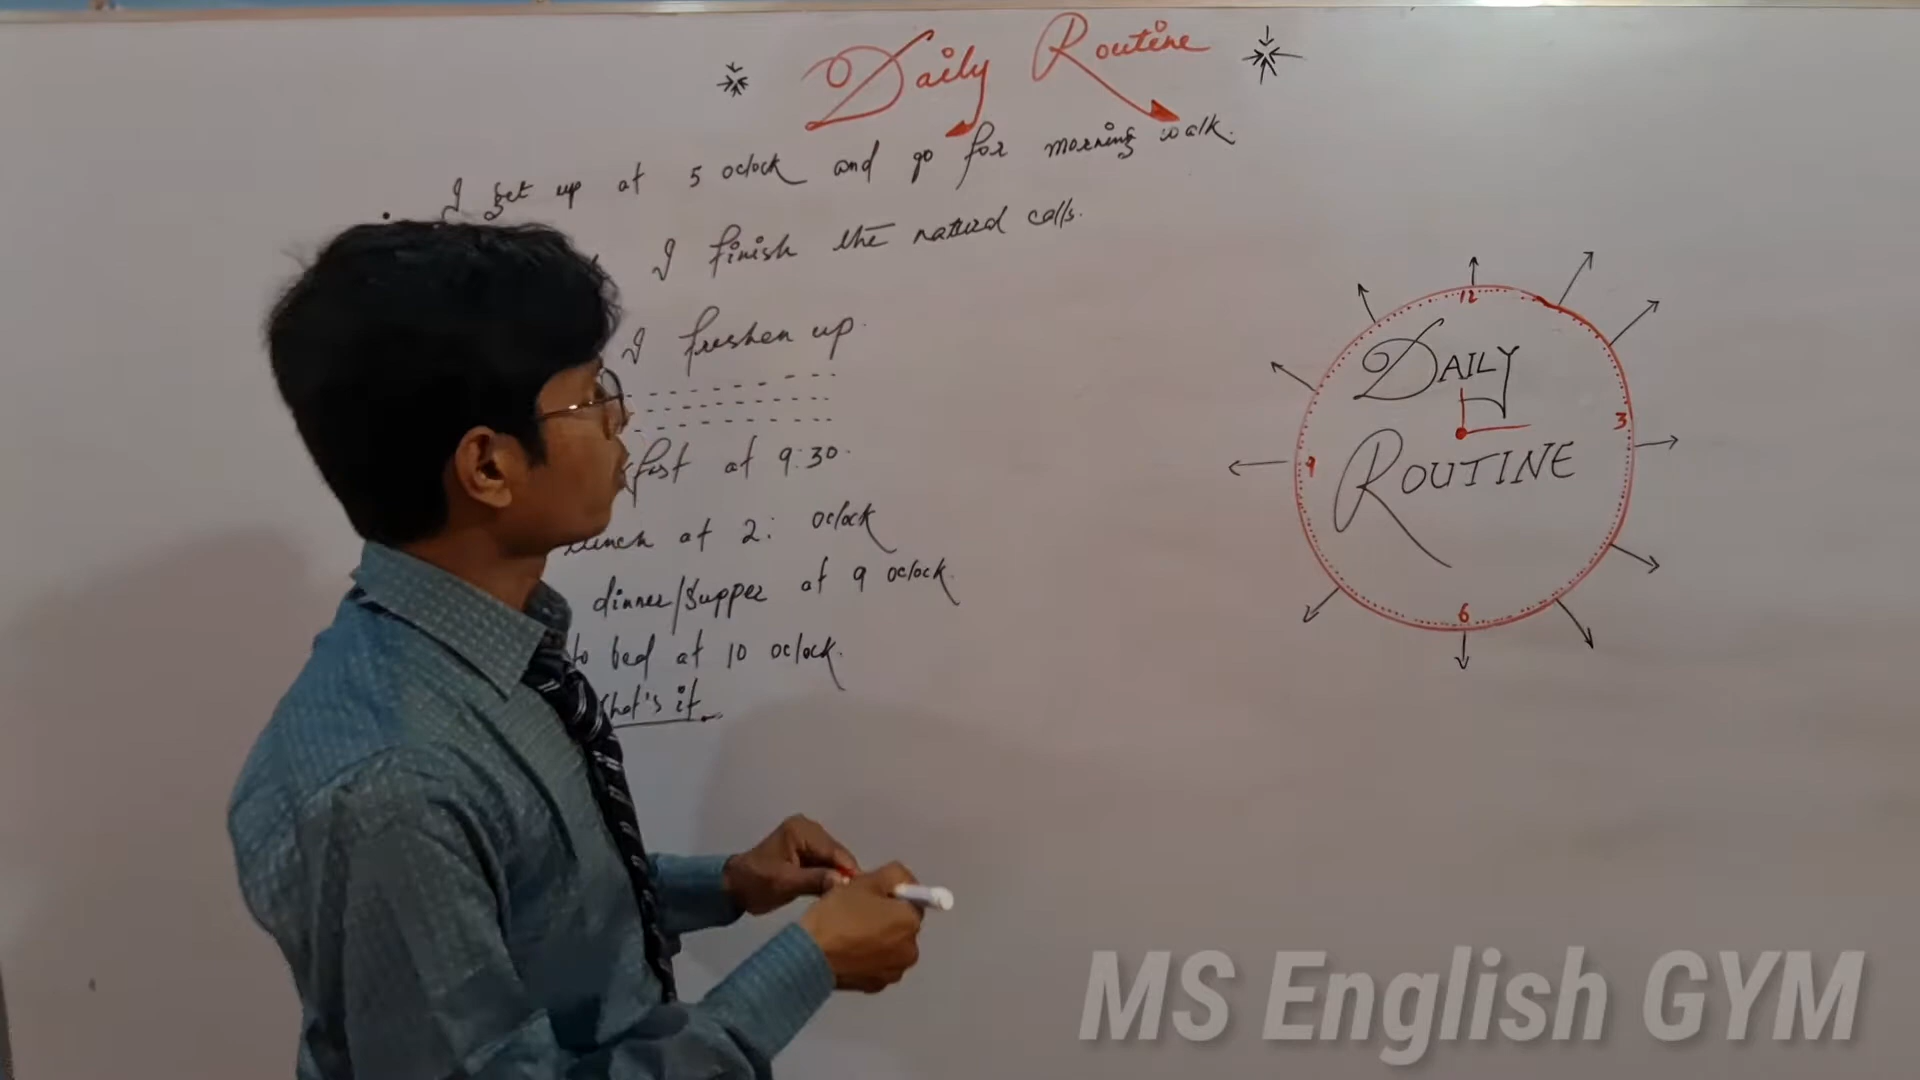 Daily Routine
I get up at 5 oclock and go for morning walk.
I finish the natural calls.
I freshen up.
fast at 9:30.
lunch at 2: oclock
dinner/supper at 9 oclock.
to bed at 10 oclock.
that's it.
12
DAILY
3
9
ROUTINE
6
MS English GYM